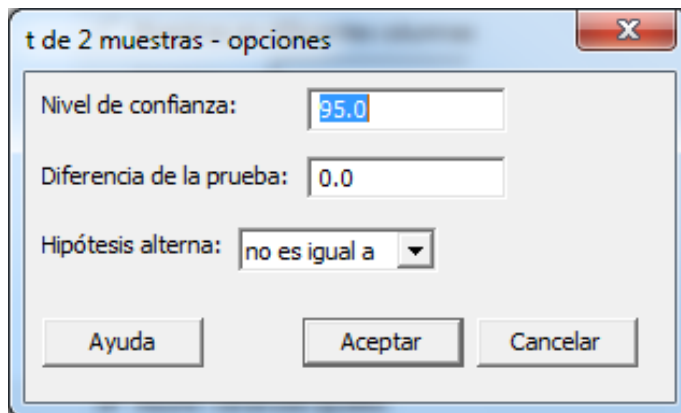 t de 2 muestras - opciones
Nivel de confianza: 95.0
Diferencia de la prueba: 0.0
Hipótesis alterna: no es igual a
Ayuda Aceptar Cancelar